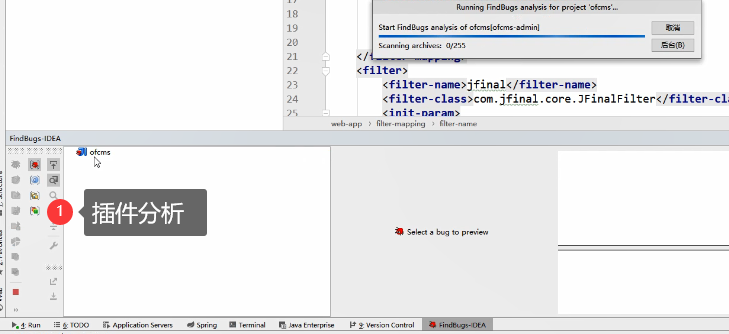 Running FindBugs analysis for project 'ofcms'...
Start FindBugs analysis of ofcms[ofcms-admin]
取消
Scanning archives: 0/255
后台(B)
17
18
19
20
21 </filter-mapping>
22 <filter>
23 <filter-name>jfinal</filter-name>
24 <filter-class>com.jfinal.core.JFinalFilter</filter-cla
25 <init-param>
web-app › filter-mapping › filter-name
FindBugs-IDEA
ofcms
1 插件分析
Select a bug to preview
4: Run 6: TODO Application Servers Spring Terminal Java Enterprise 9: Version Control FindBugs-IDEA